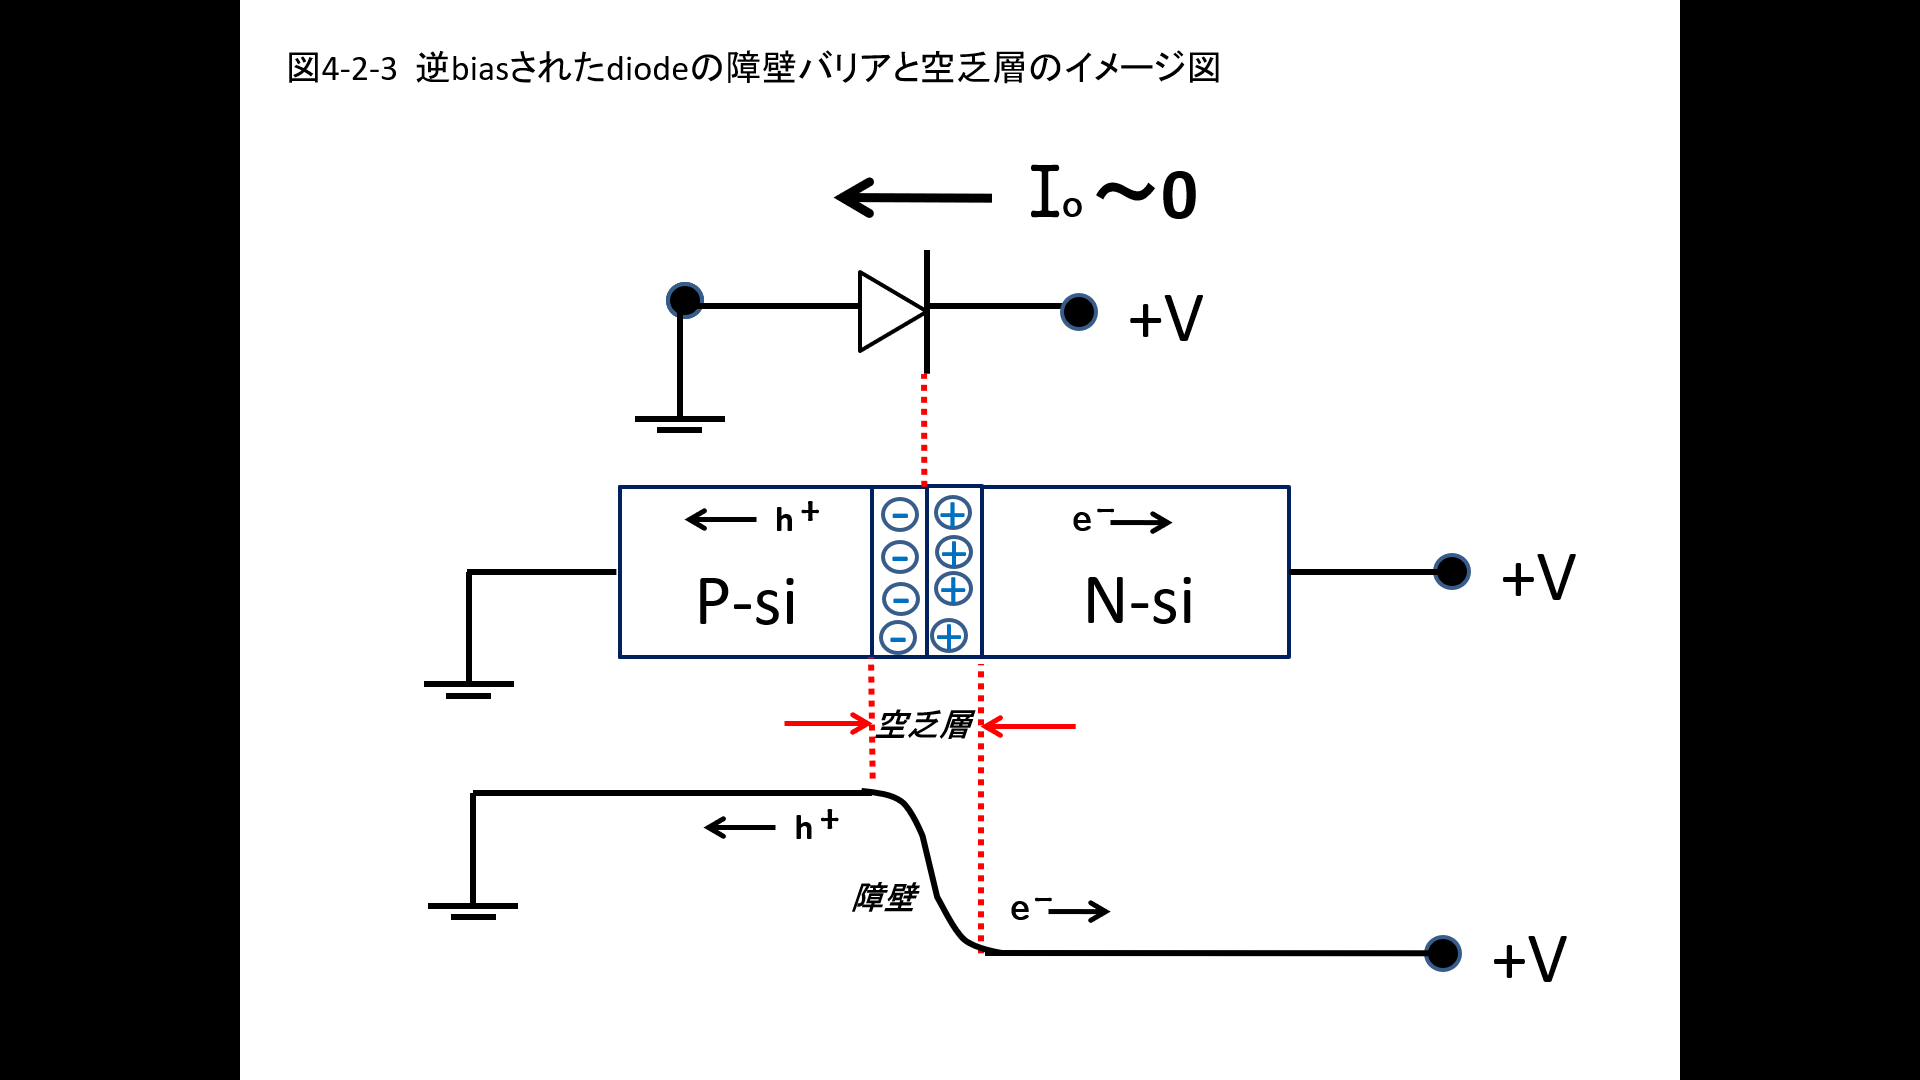 図4-2-3 逆biasされたdiodeの障壁バリアと空乏層のイメージ図
Io～0
+V
h+
e−
P-si
N-si
+V
- - - -
+ + + +
空乏層
h+
障壁
e−
+V